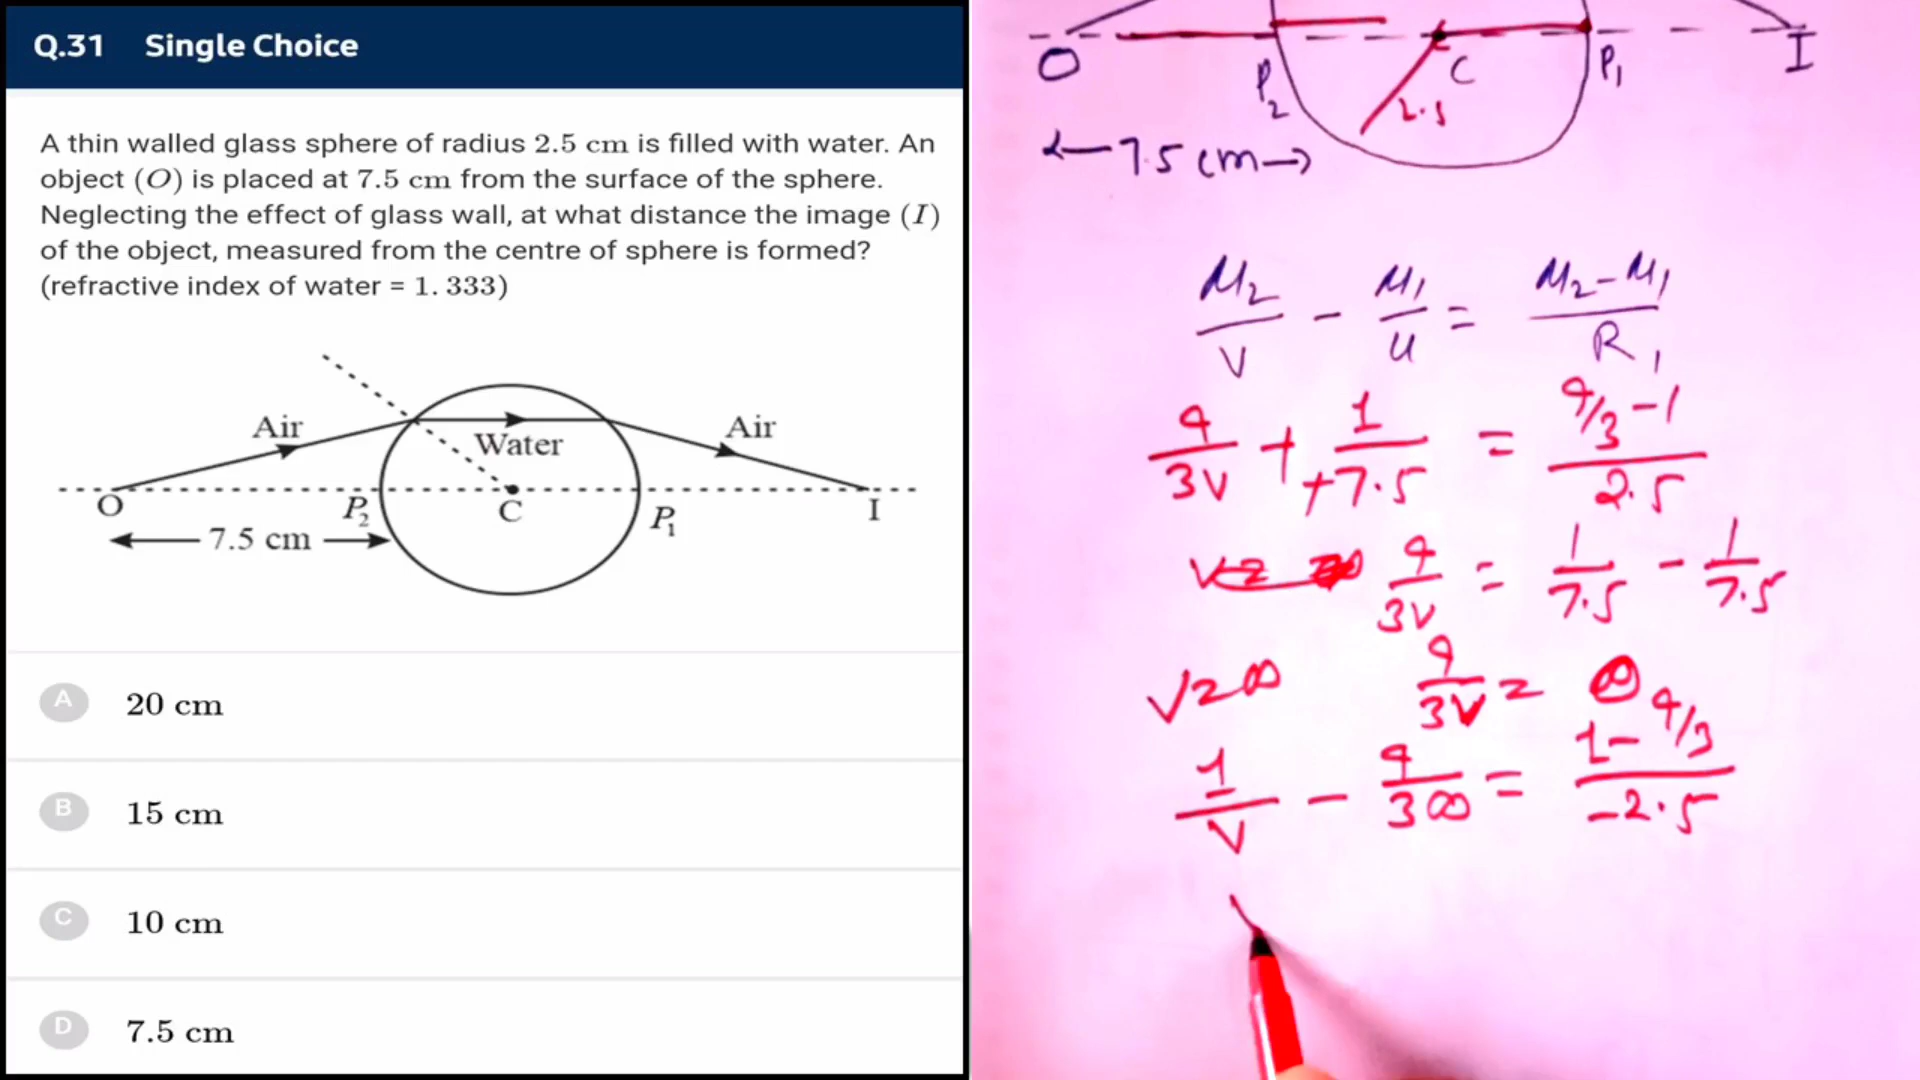 Q.31 Single Choice
A thin walled glass sphere of radius 2.5 cm is filled with water. An
object (O) is placed at 7.5 cm from the surface of the sphere.
Neglecting the effect of glass wall, at what distance the image (I)
of the object, measured from the centre of sphere is formed?
(refractive index of water = 1.333)
Air
Water
Air
O
P₂
C
P₁
I
7.5 cm
A 20 cm
B 15 cm
C 10 cm
D 7.5 cm
O
P₂
C
P₁
I
2.5
7.5 cm
μ₂/V - μ₁/u = μ₂-μ₁/R₁
4/3V + 1/+7.5 = 4/3-1/2.5
4/3V = 1/7.5 - 1/7.5
V=∞ 4/3V = 0
1/V - 4/3∞ = 1-4/3/-2.5